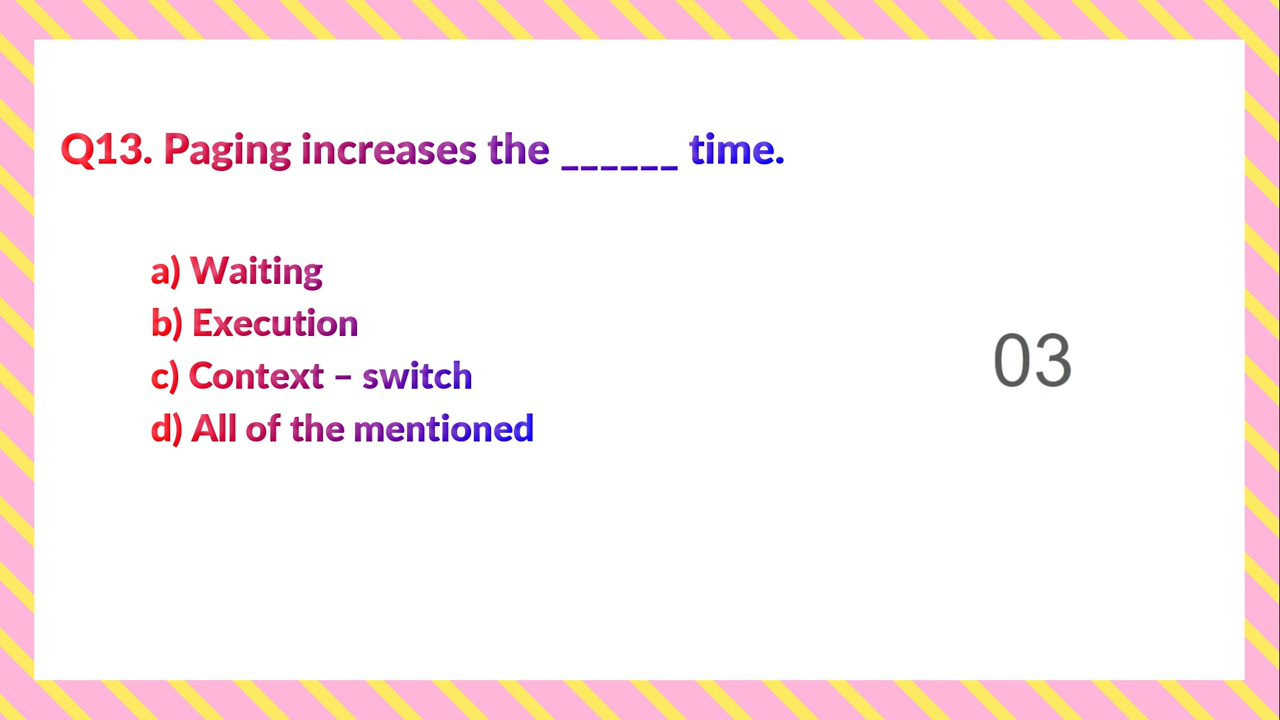 Q13. Paging increases the ______ time.
a) Waiting
b) Execution
c) Context – switch
d) All of the mentioned
03